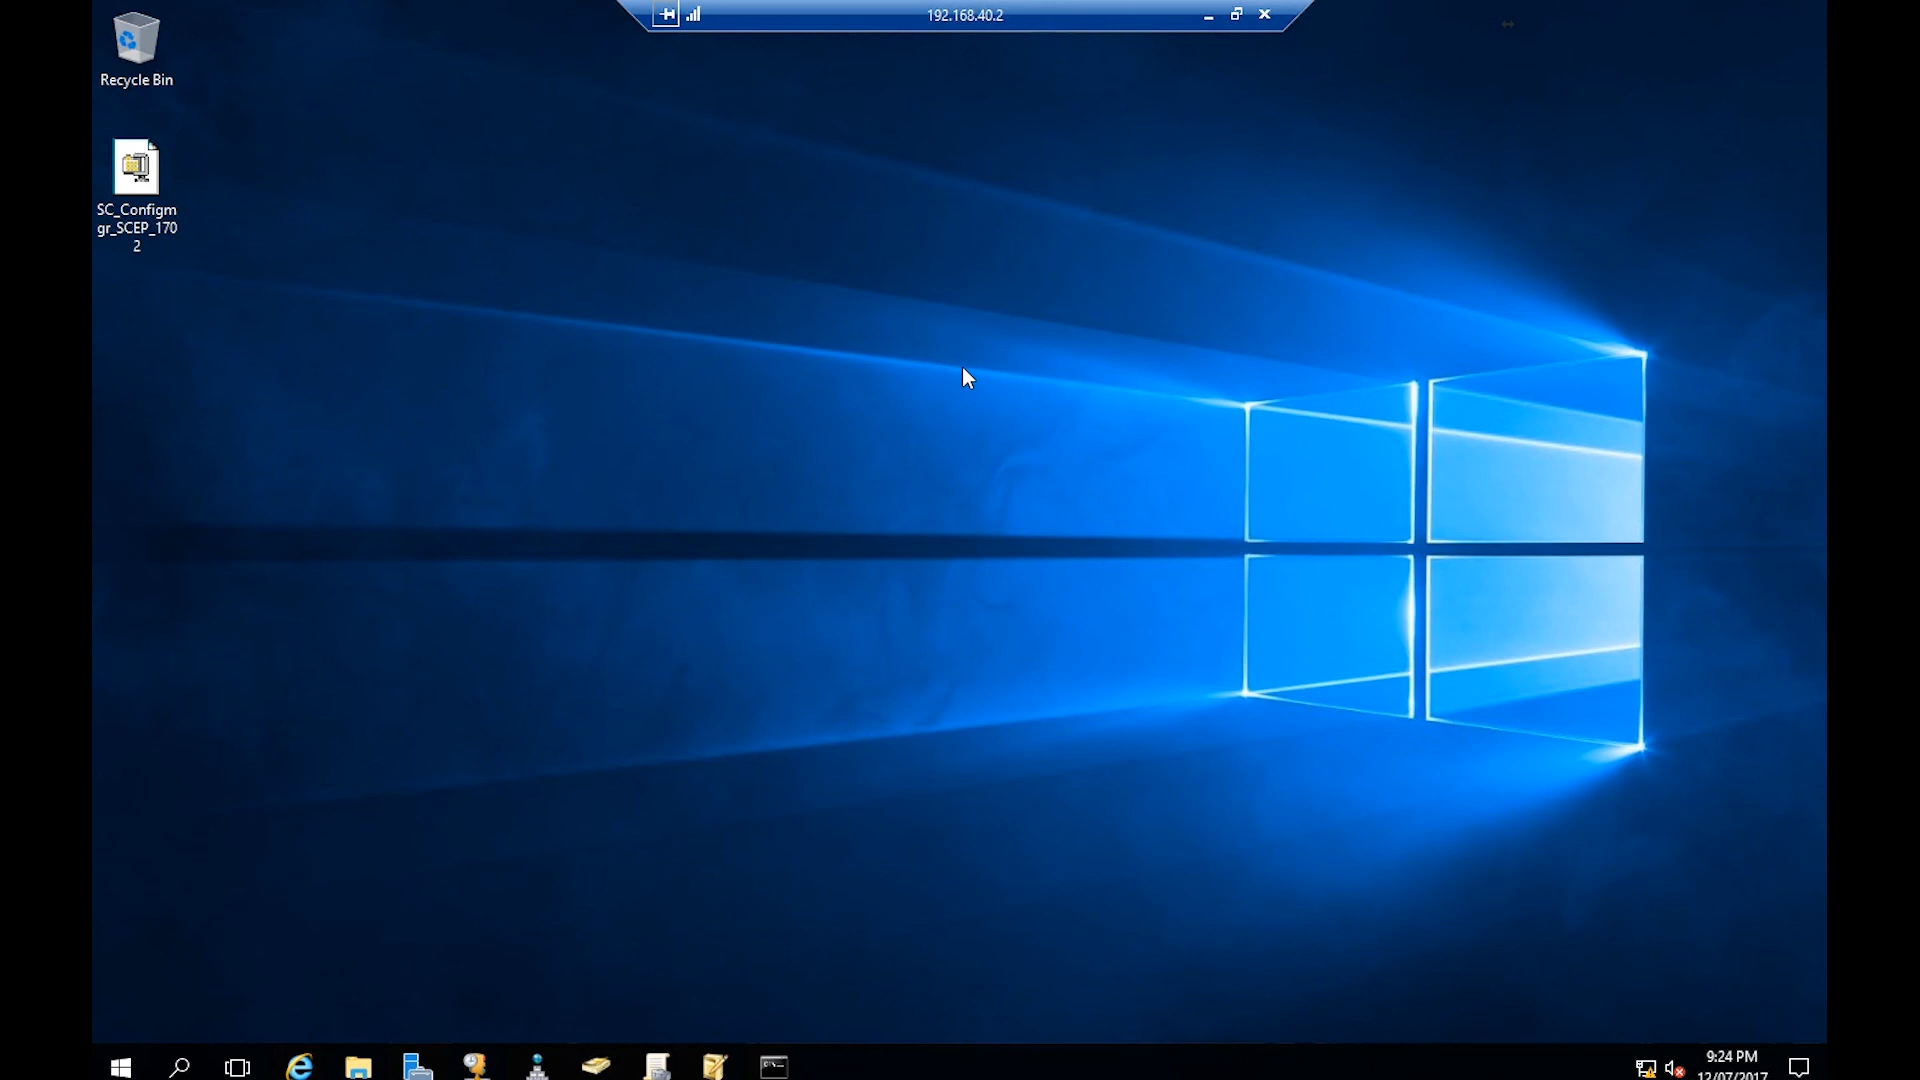 192.168.40.2
Recycle Bin
SC_Configm
gr_SCEP_170
2
9:24 PM
12/07/2017